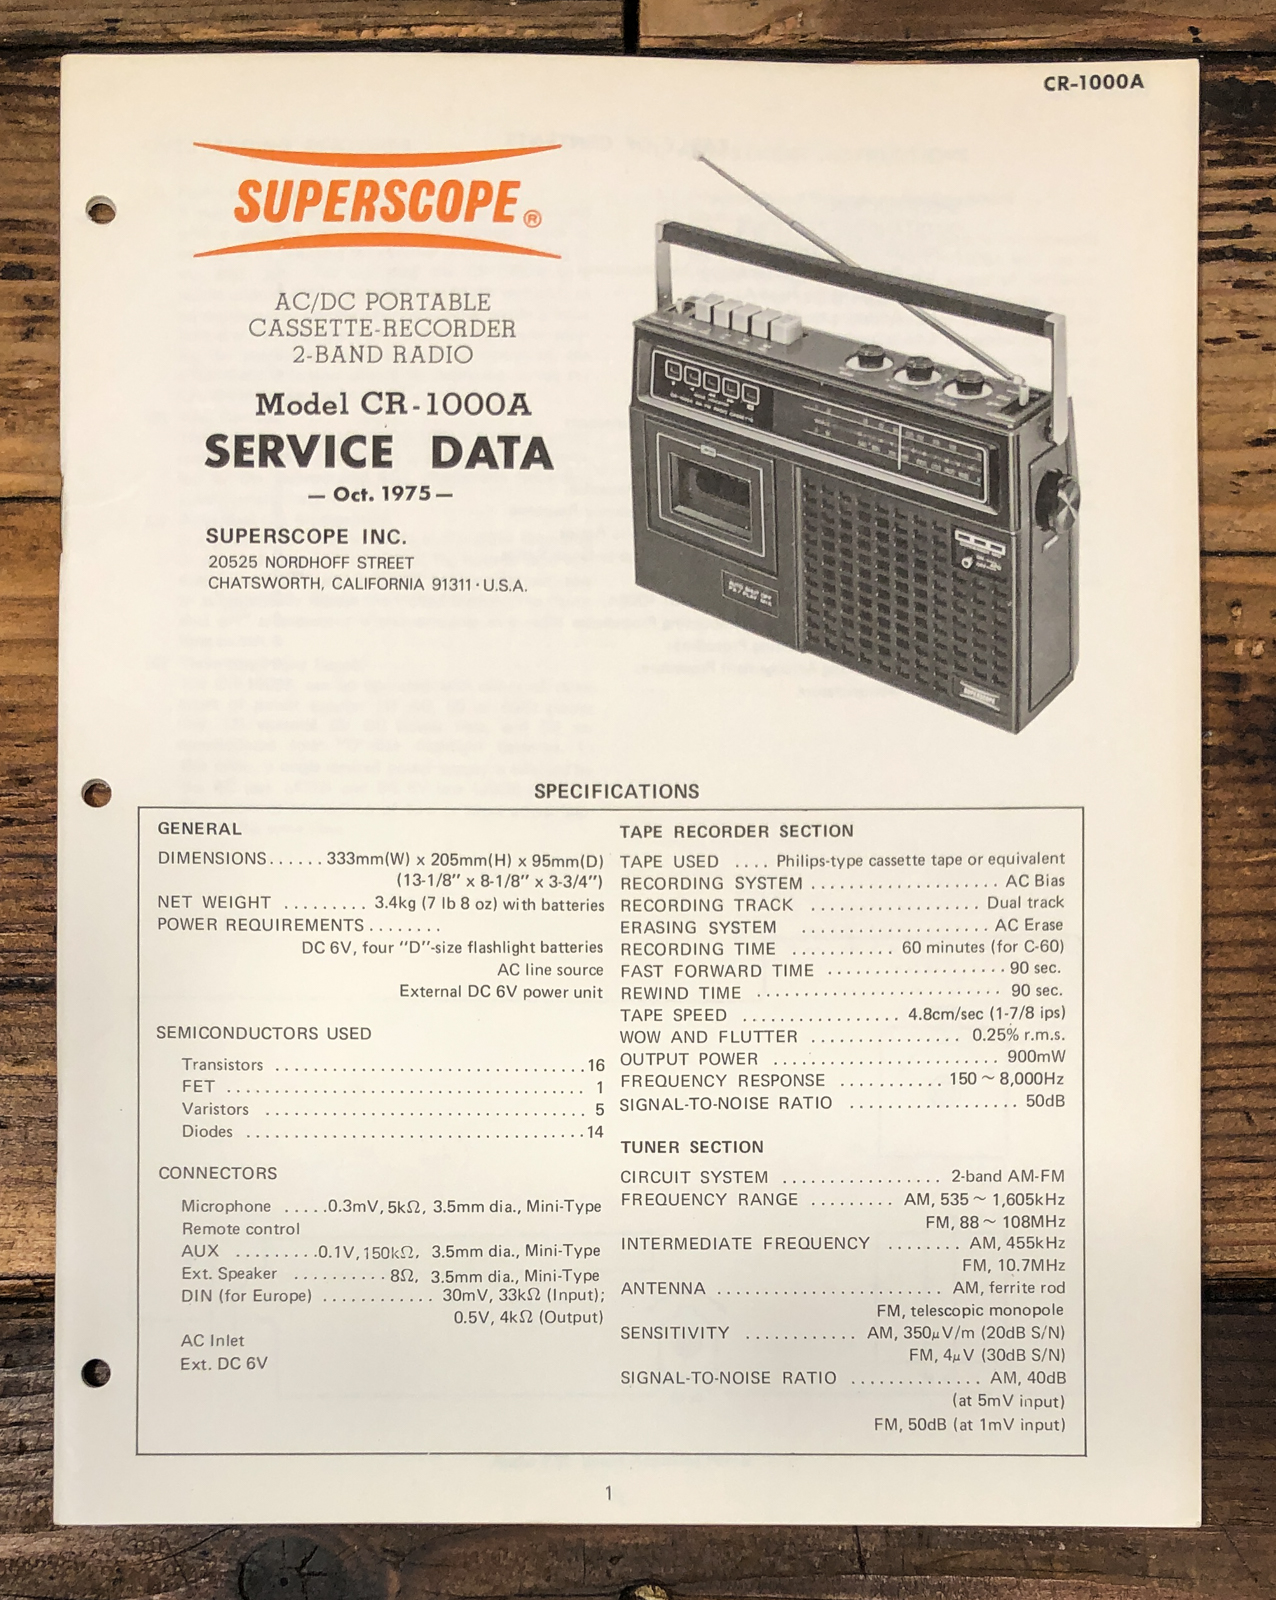 CR-1000A
SUPERSCOPE®
AC/DC PORTABLE
CASSETTE-RECORDER
2-BAND RADIO
Model CR-1000A
SERVICE DATA
— Oct. 1975 —
SUPERSCOPE INC.
20525 NORDHOFF STREET
CHATSWORTH, CALIFORNIA 91311 · U.S.A.
SUPERSCOPE
SPECIFICATIONS
GENERAL
DIMENSIONS...... 333mm(W) x 205mm(H) x 95mm(D)
(13-1/8" x 8-1/8" x 3-3/4")
NET WEIGHT ......... 3.4kg (7 lb 8 oz) with batteries
POWER REQUIREMENTS........
DC 6V, four "D"-size flashlight batteries
AC line source
External DC 6V power unit
SEMICONDUCTORS USED
Transistors .................................16
FET ......................................... 1
Varistors .................................. 5
Diodes ....................................14
CONNECTORS
Microphone .....0.3mV, 5kΩ, 3.5mm dia., Mini-Type
Remote control
AUX .........0.1V, 150kΩ, 3.5mm dia., Mini-Type
Ext. Speaker .......... 8Ω, 3.5mm dia., Mini-Type
DIN (for Europe) ............ 30mV, 33kΩ (Input);
0.5V, 4kΩ (Output)
AC Inlet
Ext. DC 6V
TAPE RECORDER SECTION
TAPE USED .... Philips-type cassette tape or equivalent
RECORDING SYSTEM .................... AC Bias
RECORDING TRACK .................. Dual track
ERASING SYSTEM .................... AC Erase
RECORDING TIME ........... 60 minutes (for C-60)
FAST FORWARD TIME ................... 90 sec.
REWIND TIME .......................... 90 sec.
TAPE SPEED ................. 4.8cm/sec (1-7/8 ips)
WOW AND FLUTTER ................ 0.25% r.m.s.
OUTPUT POWER ........................... 900mW
FREQUENCY RESPONSE ........... 150 ~ 8,000Hz
SIGNAL-TO-NOISE RATIO .................. 50dB
TUNER SECTION
CIRCUIT SYSTEM ................. 2-band AM-FM
FREQUENCY RANGE ......... AM, 535 ~ 1,605kHz
FM, 88 ~ 108MHz
INTERMEDIATE FREQUENCY ........ AM, 455kHz
FM, 10.7MHz
ANTENNA ........................ AM, ferrite rod
FM, telescopic monopole
SENSITIVITY ............ AM, 350μV/m (20dB S/N)
FM, 4μV (30dB S/N)
SIGNAL-TO-NOISE RATIO .............. AM, 40dB
(at 5mV input)
FM, 50dB (at 1mV input)
1